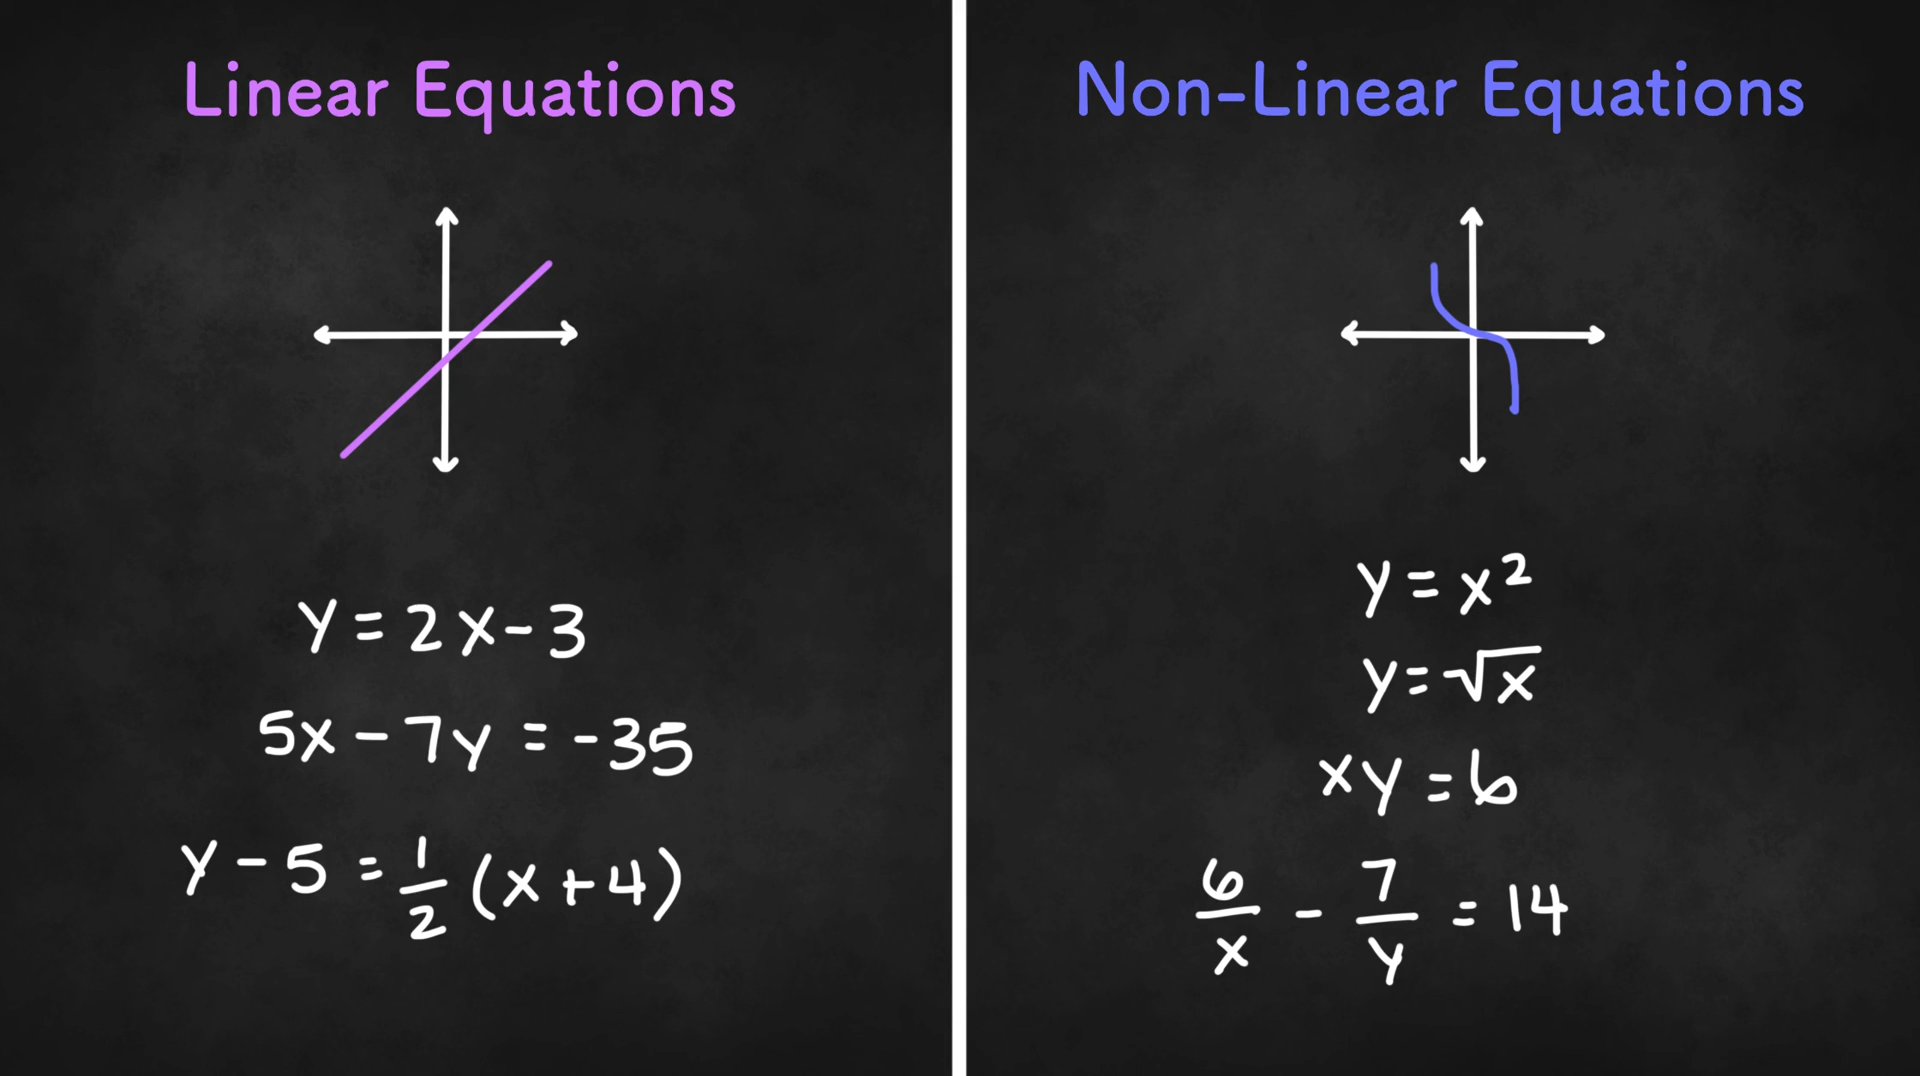 Linear Equations
y = 2x - 3
5x - 7y = -35
y - 5 = 1/2 (x + 4)
Non-Linear Equations
y = x²
y = √x
xy = 6
6/x - 7/y = 14